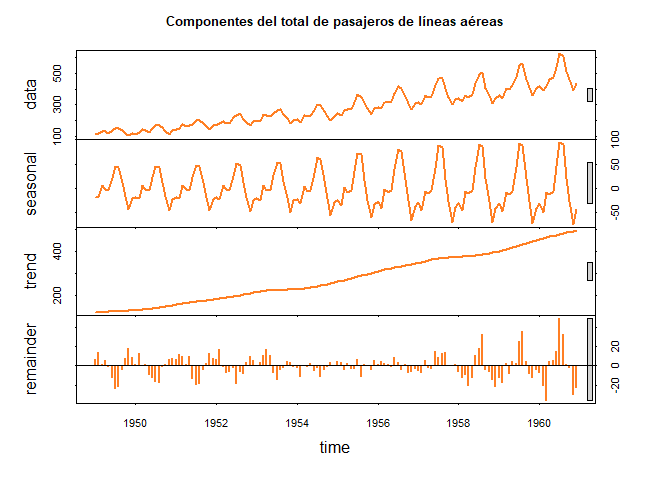 Componentes del total de pasajeros de líneas aéreas
data
100 300 500
seasonal
-50 0 50 100
trend
200 400
remainder
-20 0 20
1950 1952 1954 1956 1958 1960
time